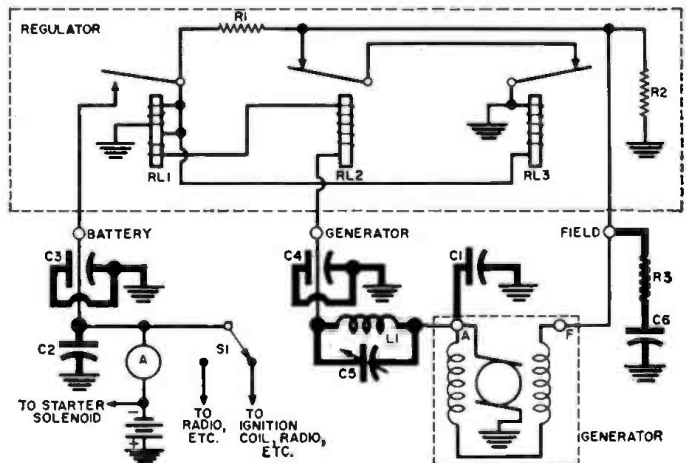 REGULATOR
R1
R2
RL1
RL2
RL3
BATTERY
GENERATOR
FIELD
C3
C4
C1
R3
C2
A
S1
L1
C5
A
F
C6
TO STARTER
SOLENOID
-
+
TO
RADIO,
ETC.
TO
IGNITION
COIL, RADIO,
ETC.
GENERATOR